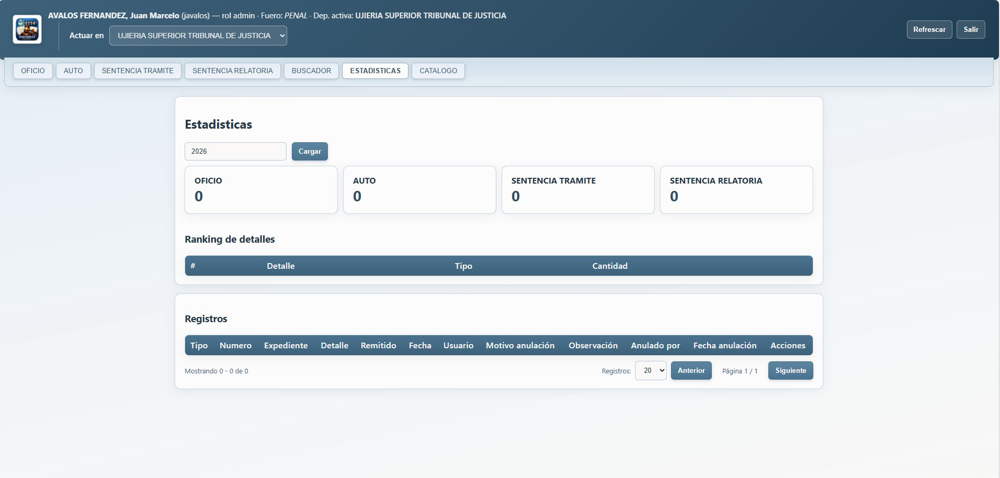 0258
Poder Judicial
AVALOS FERNANDEZ, Juan Marcelo (javalos) — rol admin · Fuero: PENAL · Dep. activa: UJIERIA SUPERIOR TRIBUNAL DE JUSTICIA
Actuar en UJIERIA SUPERIOR TRIBUNAL DE JUSTICIA
Refrescar Salir
OFICIO AUTO SENTENCIA TRAMITE SENTENCIA RELATORIA BUSCADOR ESTADISTICAS CATALOGO
Estadisticas
2026 Cargar
OFICIO AUTO SENTENCIA TRAMITE SENTENCIA RELATORIA
0 0 0 0
Ranking de detalles
# Detalle Tipo Cantidad
Registros
Tipo Numero Expediente Detalle Remitido Fecha Usuario Motivo anulación Observación Anulado por Fecha anulación Acciones
Mostrando 0 - 0 de 0 Registros: 20 Anterior Página 1 / 1 Siguiente